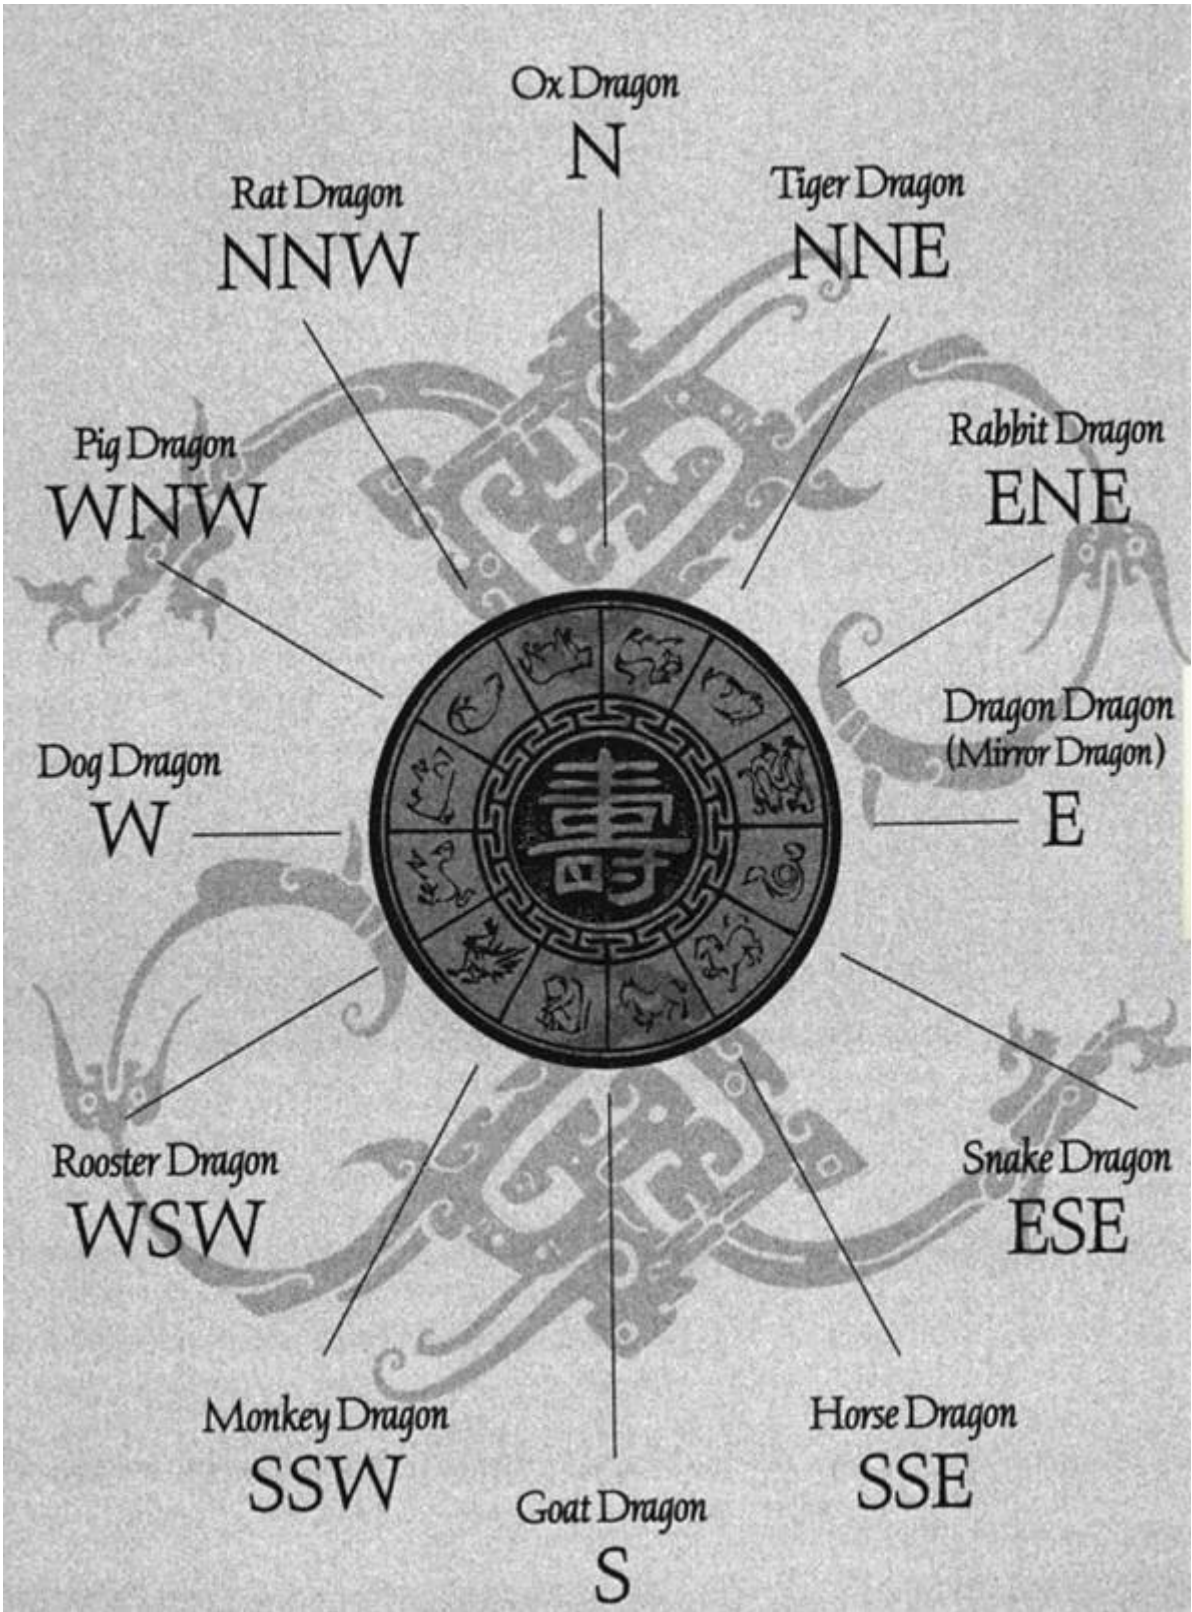 Ox Dragon
N
Rat Dragon
NNW
Tiger Dragon
NNE
Pig Dragon
WNW
Rabbit Dragon
ENE
Dog Dragon
W
Dragon Dragon
(Mirror Dragon)
E
壽
Rooster Dragon
WSW
Snake Dragon
ESE
Monkey Dragon
SSW
Horse Dragon
SSE
Goat Dragon
S